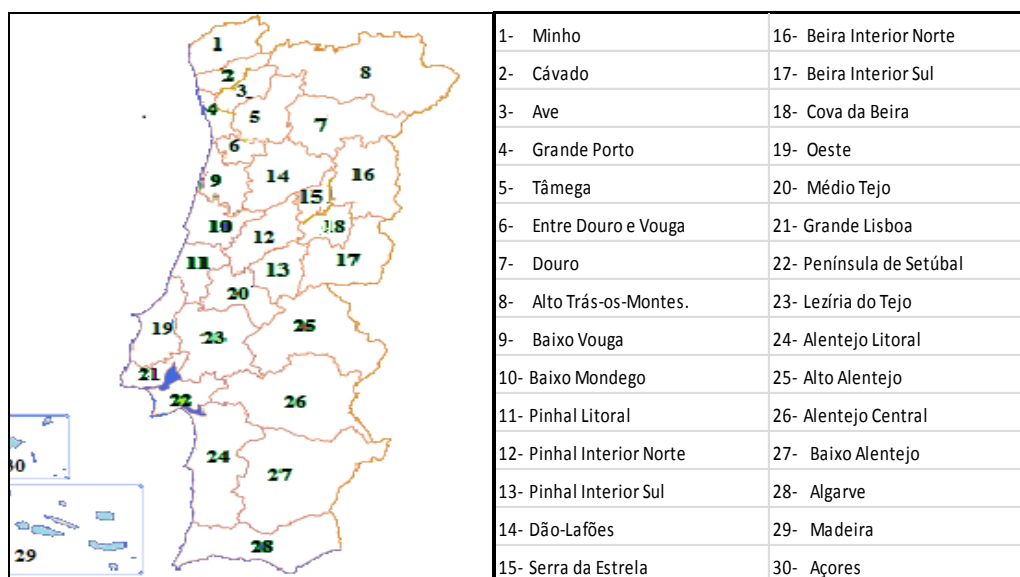 1
2
3
4
5
6
7
8
9
10
11
12
13
14
15
16
17
18
19
20
21
22
23
24
25
26
27
28
29
30
1- Minho
2- Cávado
3- Ave
4- Grande Porto
5- Tâmega
6- Entre Douro e Vouga
7- Douro
8- Alto Trás-os-Montes.
9- Baixo Vouga
10- Baixo Mondego
11- Pinhal Litoral
12- Pinhal Interior Norte
13- Pinhal Interior Sul
14- Dão-Lafões
15- Serra da Estrela
16- Beira Interior Norte
17- Beira Interior Sul
18- Cova da Beira
19- Oeste
20- Médio Tejo
21- Grande Lisboa
22- Península de Setúbal
23- Lezíria do Tejo
24- Alentejo Litoral
25- Alto Alentejo
26- Alentejo Central
27- Baixo Alentejo
28- Algarve
29- Madeira
30- Açores